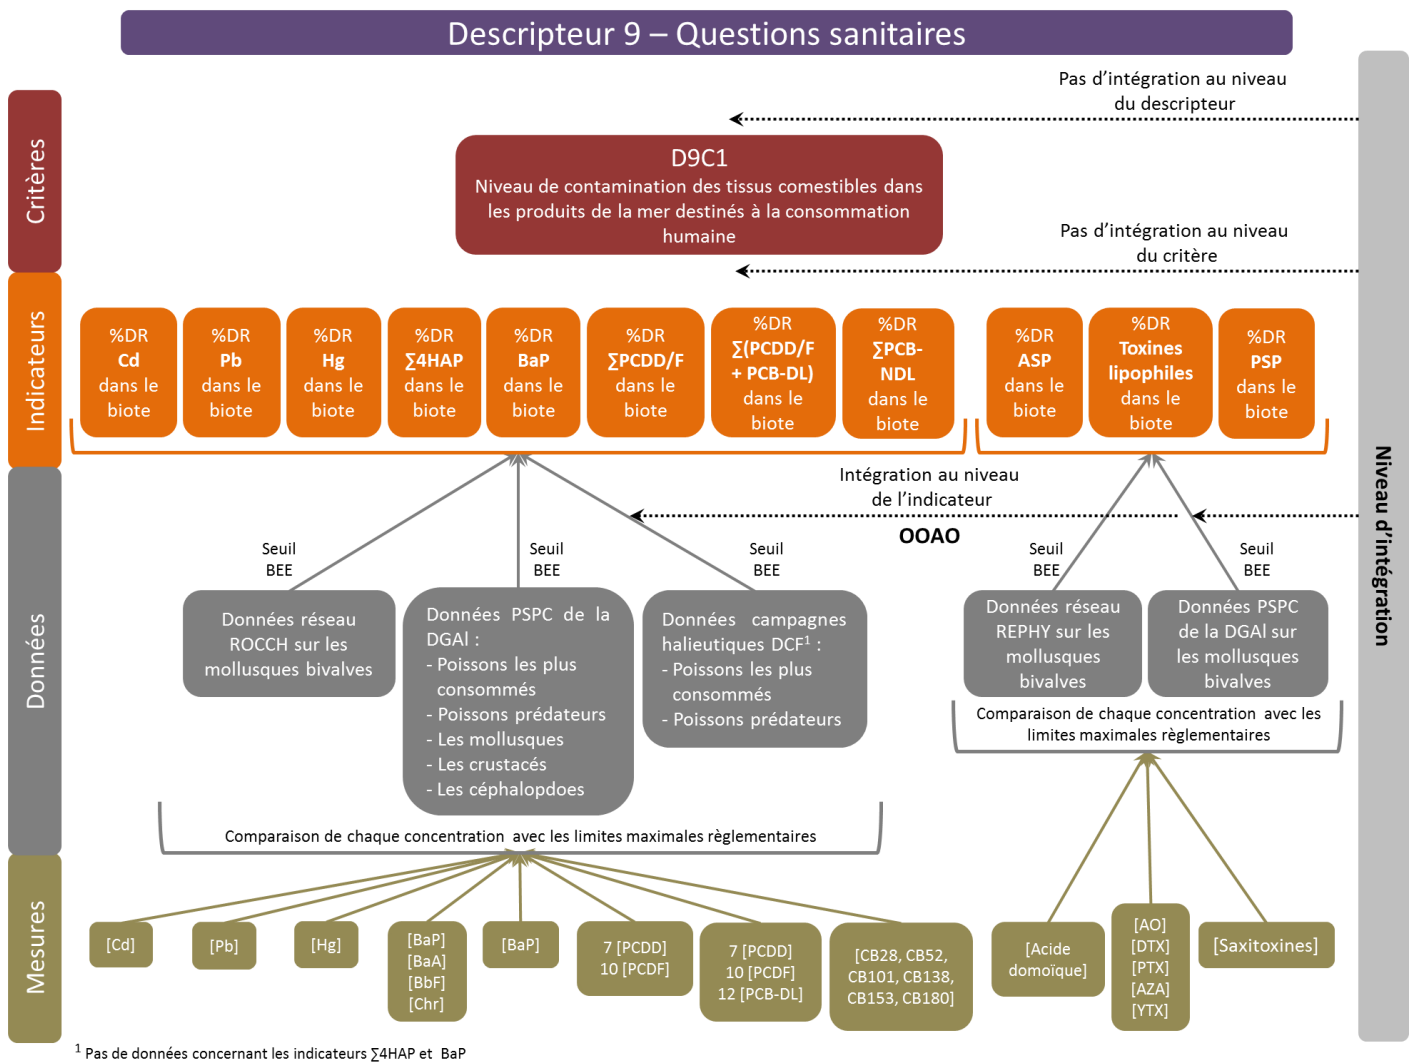 Descripteur 9 – Questions sanitaires
Pas d'intégration au niveau
du descripteur
Critères
D9C1
Niveau de contamination des tissus comestibles dans
les produits de la mer destinés à la consommation
humaine
Pas d'intégration au niveau
du critère
Indicateurs
%DR
Cd
dans le
biote
%DR
Pb
dans le
biote
%DR
Hg
dans le
biote
%DR
∑4HAP
dans le
biote
%DR
BaP
dans le
biote
%DR
∑PCDD/F
dans le
biote
%DR
∑(PCDD/F
+ PCB-DL)
dans le
biote
%DR
∑PCB-
NDL
dans le
biote
%DR
ASP
dans le
biote
%DR
Toxines
lipophiles
dans le
biote
%DR
PSP
dans le
biote
Niveau d'intégration
Intégration au niveau
de l'indicateur
OOAO
Données
Seuil
BEE
Seuil
BEE
Seuil
BEE
Seuil
BEE
Seuil
BEE
Données réseau
ROCCH sur les
mollusques bivalves
Données PSPC de la
DGAl :
- Poissons les plus
consommés
- Poissons prédateurs
- Les mollusques
- Les crustacés
- Les céphalopdoes
Données campagnes
halieutiques DCF¹ :
- Poissons les plus
consommés
- Poissons prédateurs
Données réseau
REPHY sur les
mollusques
bivalves
Données PSPC
de la DGAl sur
les mollusques
bivalves
Comparaison de chaque concentration avec les
limites maximales règlementaires
Comparaison de chaque concentration avec les limites maximales règlementaires
Mesures
[Cd]
[Pb]
[Hg]
[BaP]
[BaA]
[BbF]
[Chr]
[BaP]
7 [PCDD]
10 [PCDF]
7 [PCDD]
10 [PCDF]
12 [PCB-DL]
[CB28, CB52,
CB101, CB138,
CB153, CB180]
[Acide
domoïque]
[AO]
[DTX]
[PTX]
[AZA]
[YTX]
[Saxitoxines]
¹ Pas de données concernant les indicateurs ∑4HAP et BaP